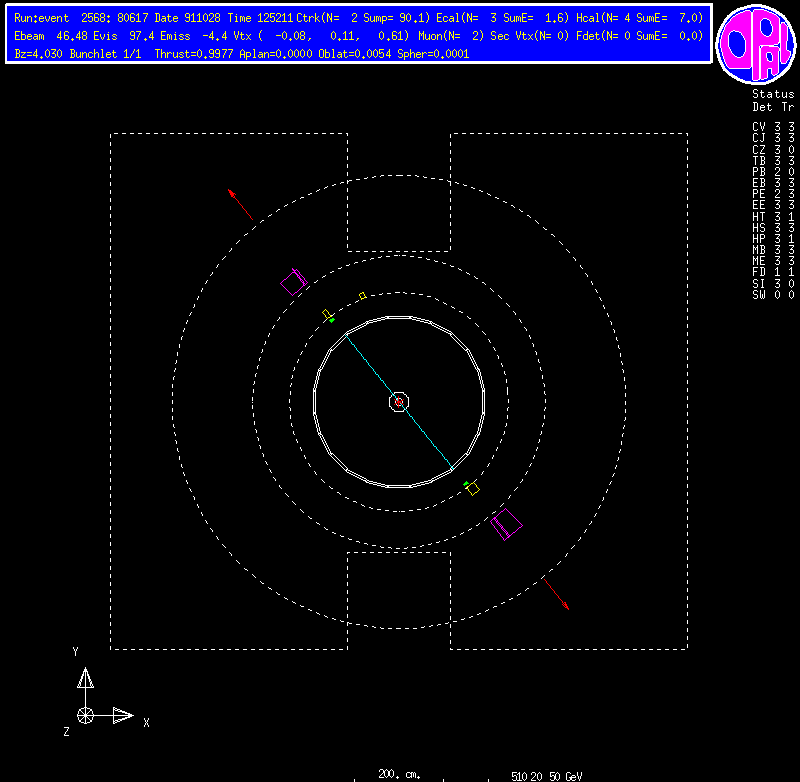 Run:event 2568: 80617 Date 911028 Time 125211 Ctrk(N= 2 Sump= 90.1) Ecal(N= 3 SumE= 1.6) Hcal(N= 4 SumE= 7.0)
Ebeam 46.48 Evis 97.4 Emiss -4.4 Vtx ( -0.08, 0.11, 0.61) Muon(N= 2) Sec Vtx(N= 0) Fdet(N= 0 SumE= 0.0)
Bz=4.030 Bunchlet 1/1 Thrust=0.9977 Aplan=0.0000 Oblat=0.0054 Spher=0.0001
OPAL
Status
Det Tr
CV 3 3
CJ 3 3
CZ 3 0
TB 3 3
PB 2 0
EB 3 3
PE 2 3
EE 3 3
HT 3 1
HS 3 3
HP 3 1
MB 3 3
ME 3 3
FD 1 1
SI 3 0
SW 0 0
Y
X
Z
200. cm.
5 10 20 50 GeV